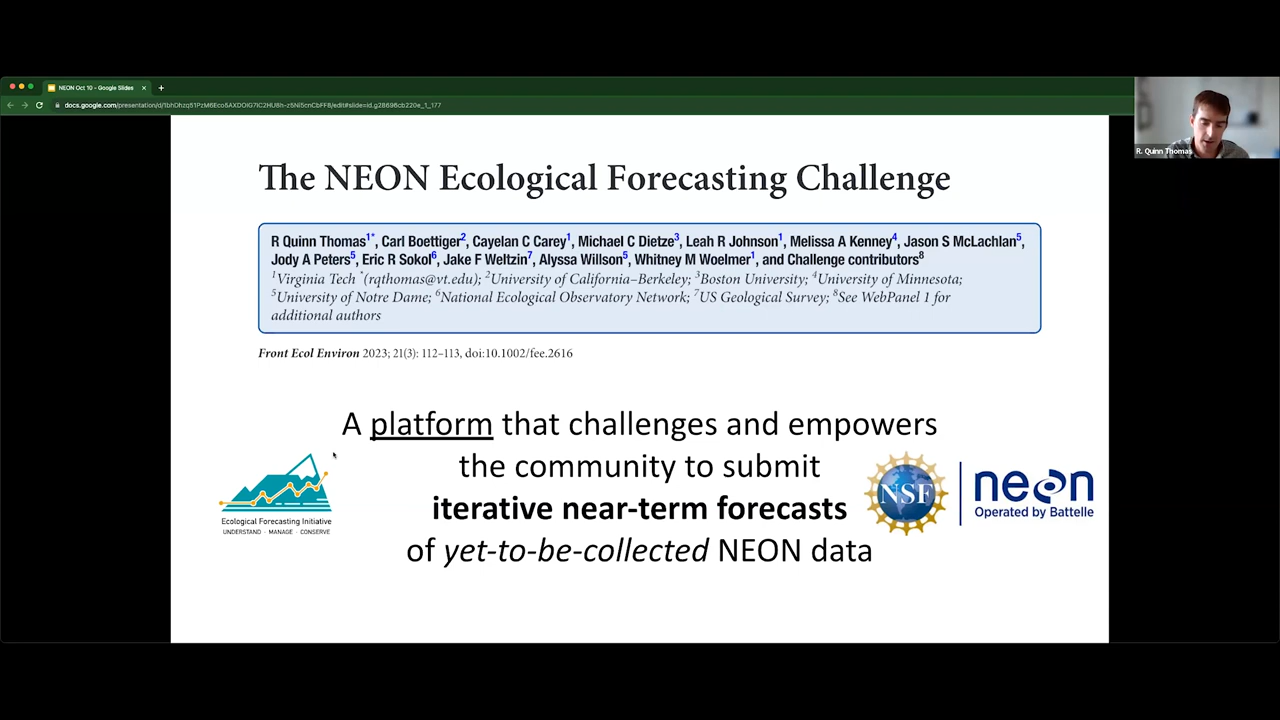 NEON Oct 10 - Google Slides
R. Quinn Thomas
The NEON Ecological Forecasting Challenge
R Quinn Thomas1*, Carl Boettiger2, Cayelan C Carey1, Michael C Dietze3, Leah R Johnson1, Melissa A Kenney4, Jason S McLachlan5,
Jody A Peters5, Eric R Sokol6, Jake F Weltzin7, Alyssa Willson5, Whitney M Woelmer1, and Challenge contributors8
1Virginia Tech *(rqthomas@vt.edu); 2University of California–Berkeley; 3Boston University; 4University of Minnesota;
5University of Notre Dame; 6National Ecological Observatory Network; 7US Geological Survey; 8See WebPanel 1 for
additional authors
Front Ecol Environ 2023; 21(3): 112–113, doi:10.1002/fee.2616
A platform that challenges and empowers
the community to submit
iterative near-term forecasts
of yet-to-be-collected NEON data
Ecological Forecasting Initiative
UNDERSTAND · MANAGE · CONSERVE
NSF
neon
Operated by Battelle